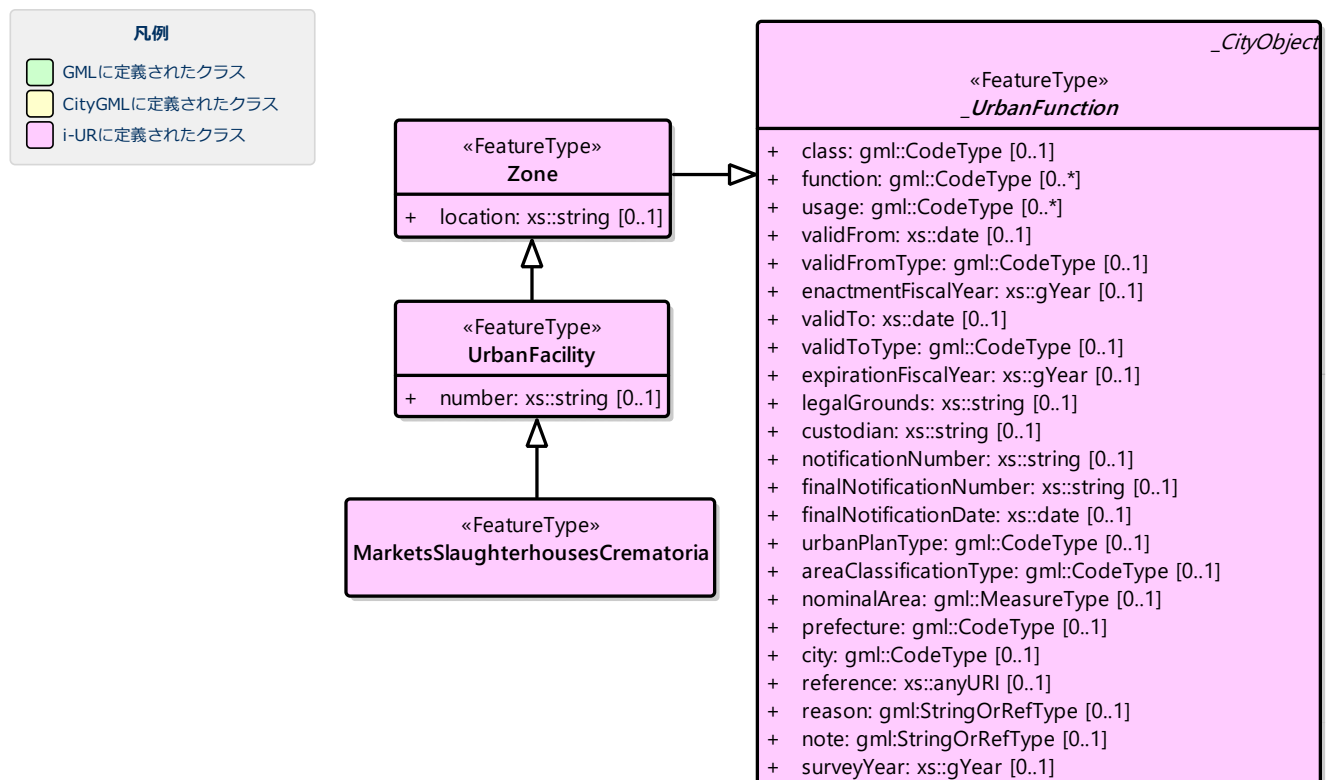 凡例
GMLに定義されたクラス
CityGMLに定義されたクラス
i-URに定義されたクラス
«FeatureType»
Zone
+ location: xs::string [0..1]
«FeatureType»
UrbanFacility
+ number: xs::string [0..1]
«FeatureType»
MarketsSlaughterhousesCrematoria
_CityObject
«FeatureType»
_UrbanFunction
+ class: gml::CodeType [0..1]
+ function: gml::CodeType [0..*]
+ usage: gml::CodeType [0..*]
+ validFrom: xs::date [0..1]
+ validFromType: gml::CodeType [0..1]
+ enactmentFiscalYear: xs::gYear [0..1]
+ validTo: xs::date [0..1]
+ validToType: gml::CodeType [0..1]
+ expirationFiscalYear: xs::gYear [0..1]
+ legalGrounds: xs::string [0..1]
+ custodian: xs::string [0..1]
+ notificationNumber: xs::string [0..1]
+ finalNotificationNumber: xs::string [0..1]
+ finalNotificationDate: xs::date [0..1]
+ urbanPlanType: gml::CodeType [0..1]
+ areaClassificationType: gml::CodeType [0..1]
+ nominalArea: gml::MeasureType [0..1]
+ prefecture: gml::CodeType [0..1]
+ city: gml::CodeType [0..1]
+ reference: xs::anyURI [0..1]
+ reason: gml:StringOrRefType [0..1]
+ note: gml:StringOrRefType [0..1]
+ surveyYear: xs::gYear [0..1]